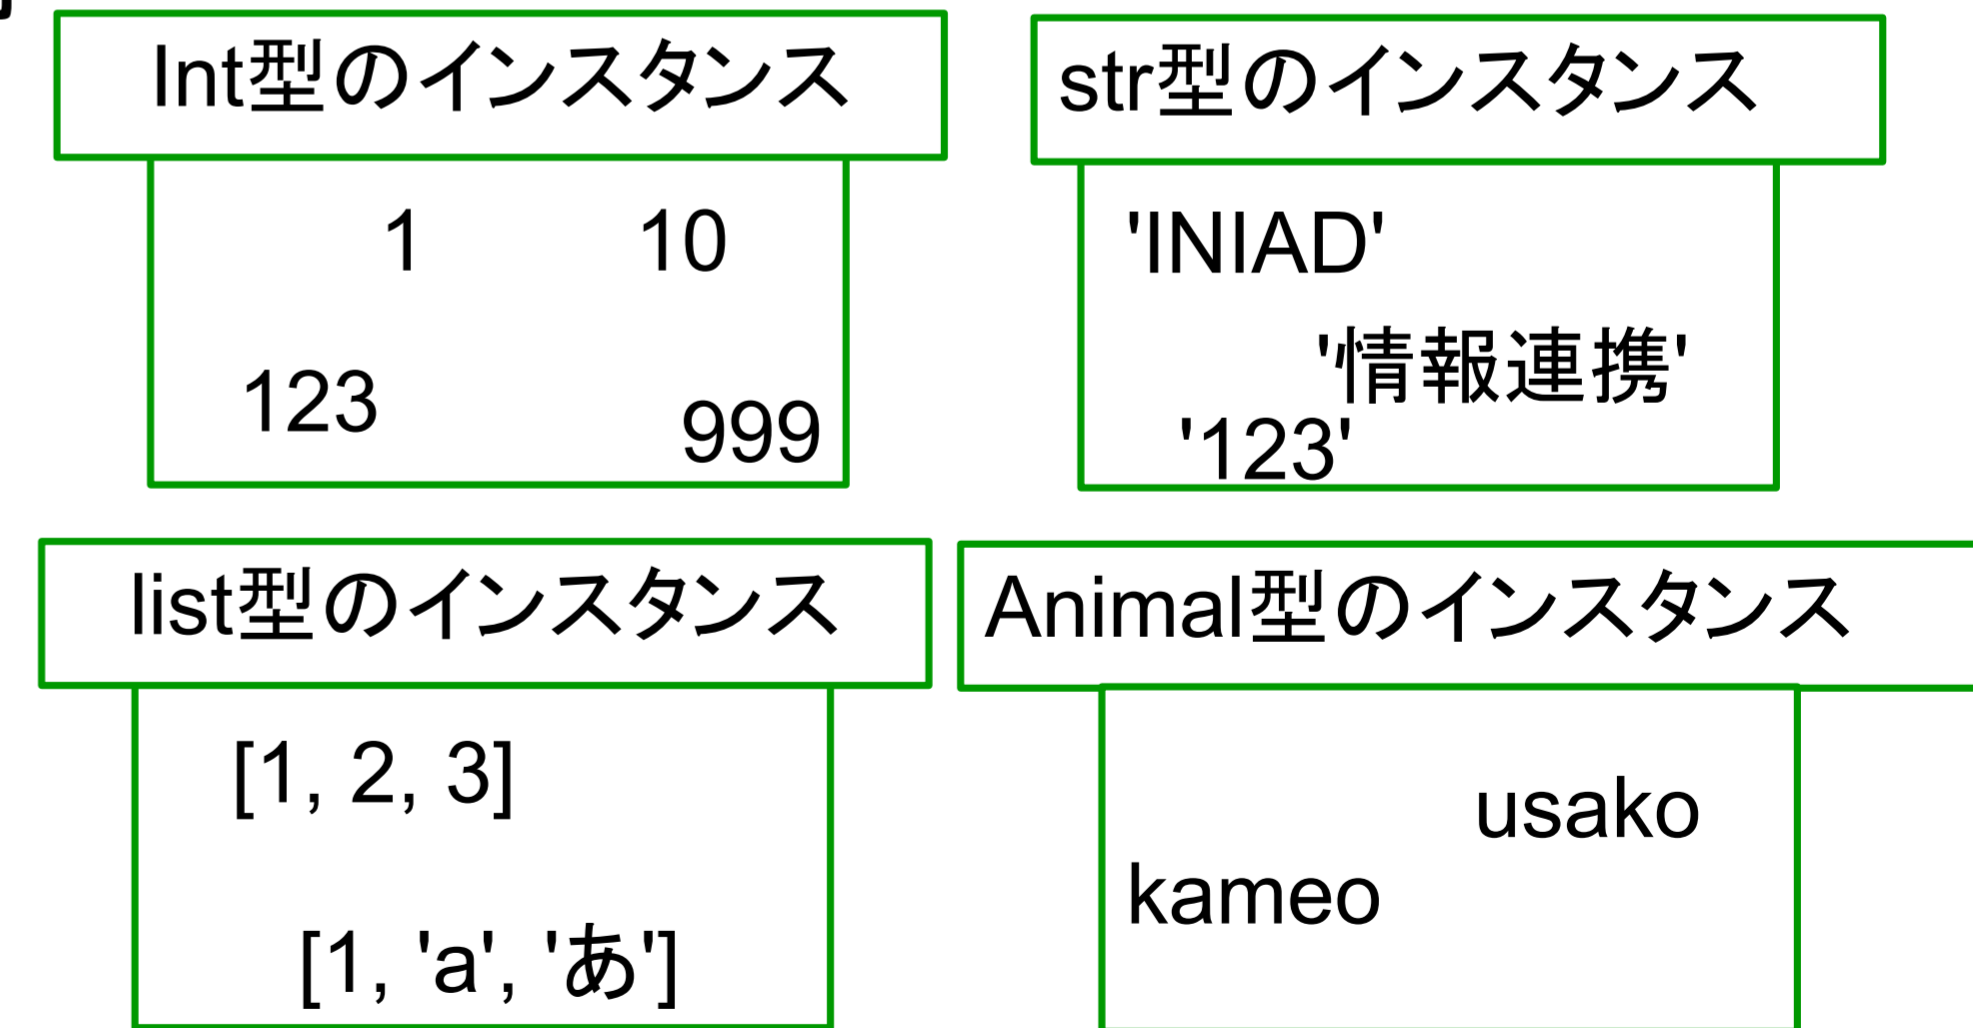 Int型のインスタンス
1 10
123
999
str型のインスタンス
'INIAD'
'情報連携'
'123'
list型のインスタンス
[1, 2, 3]
[1, 'a', 'あ']
Animal型のインスタンス
usako
kameo